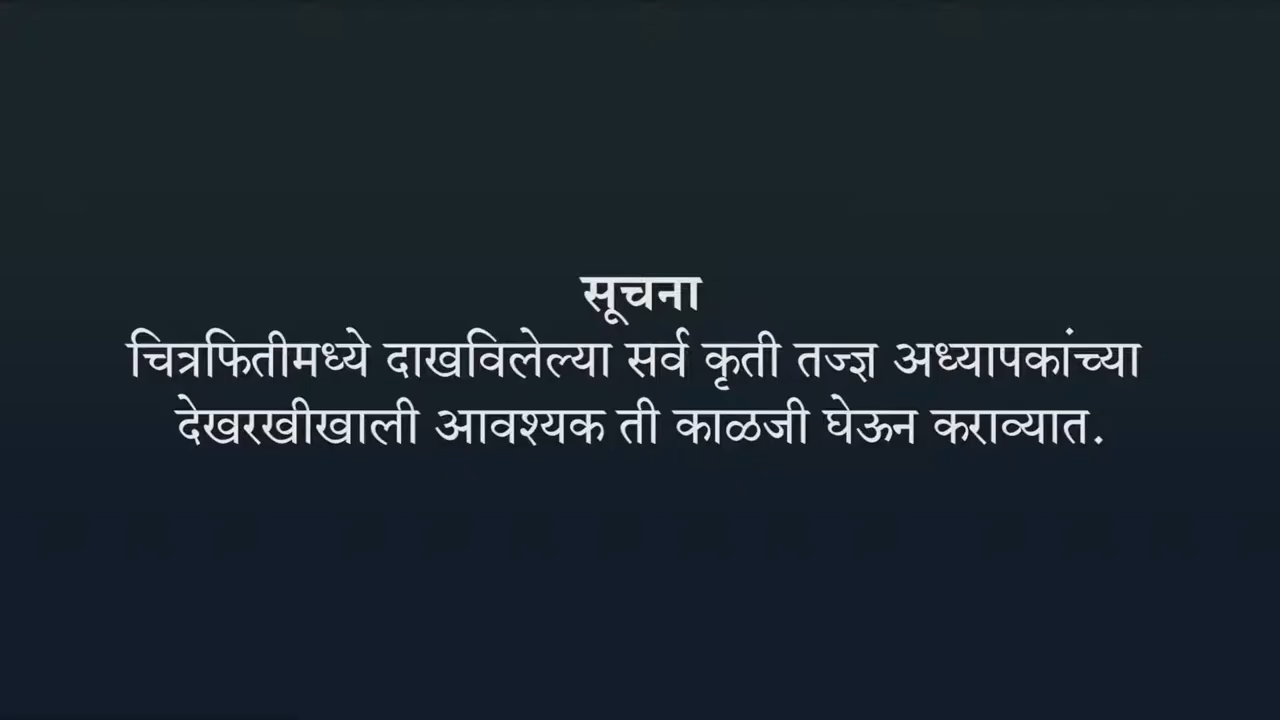 सूचना
चित्रफितीमध्ये दाखविलेल्या सर्व कृती तज्ज्ञ अध्यापकांच्या
देखरखीखाली आवश्यक ती काळजी घेऊन कराव्यात.